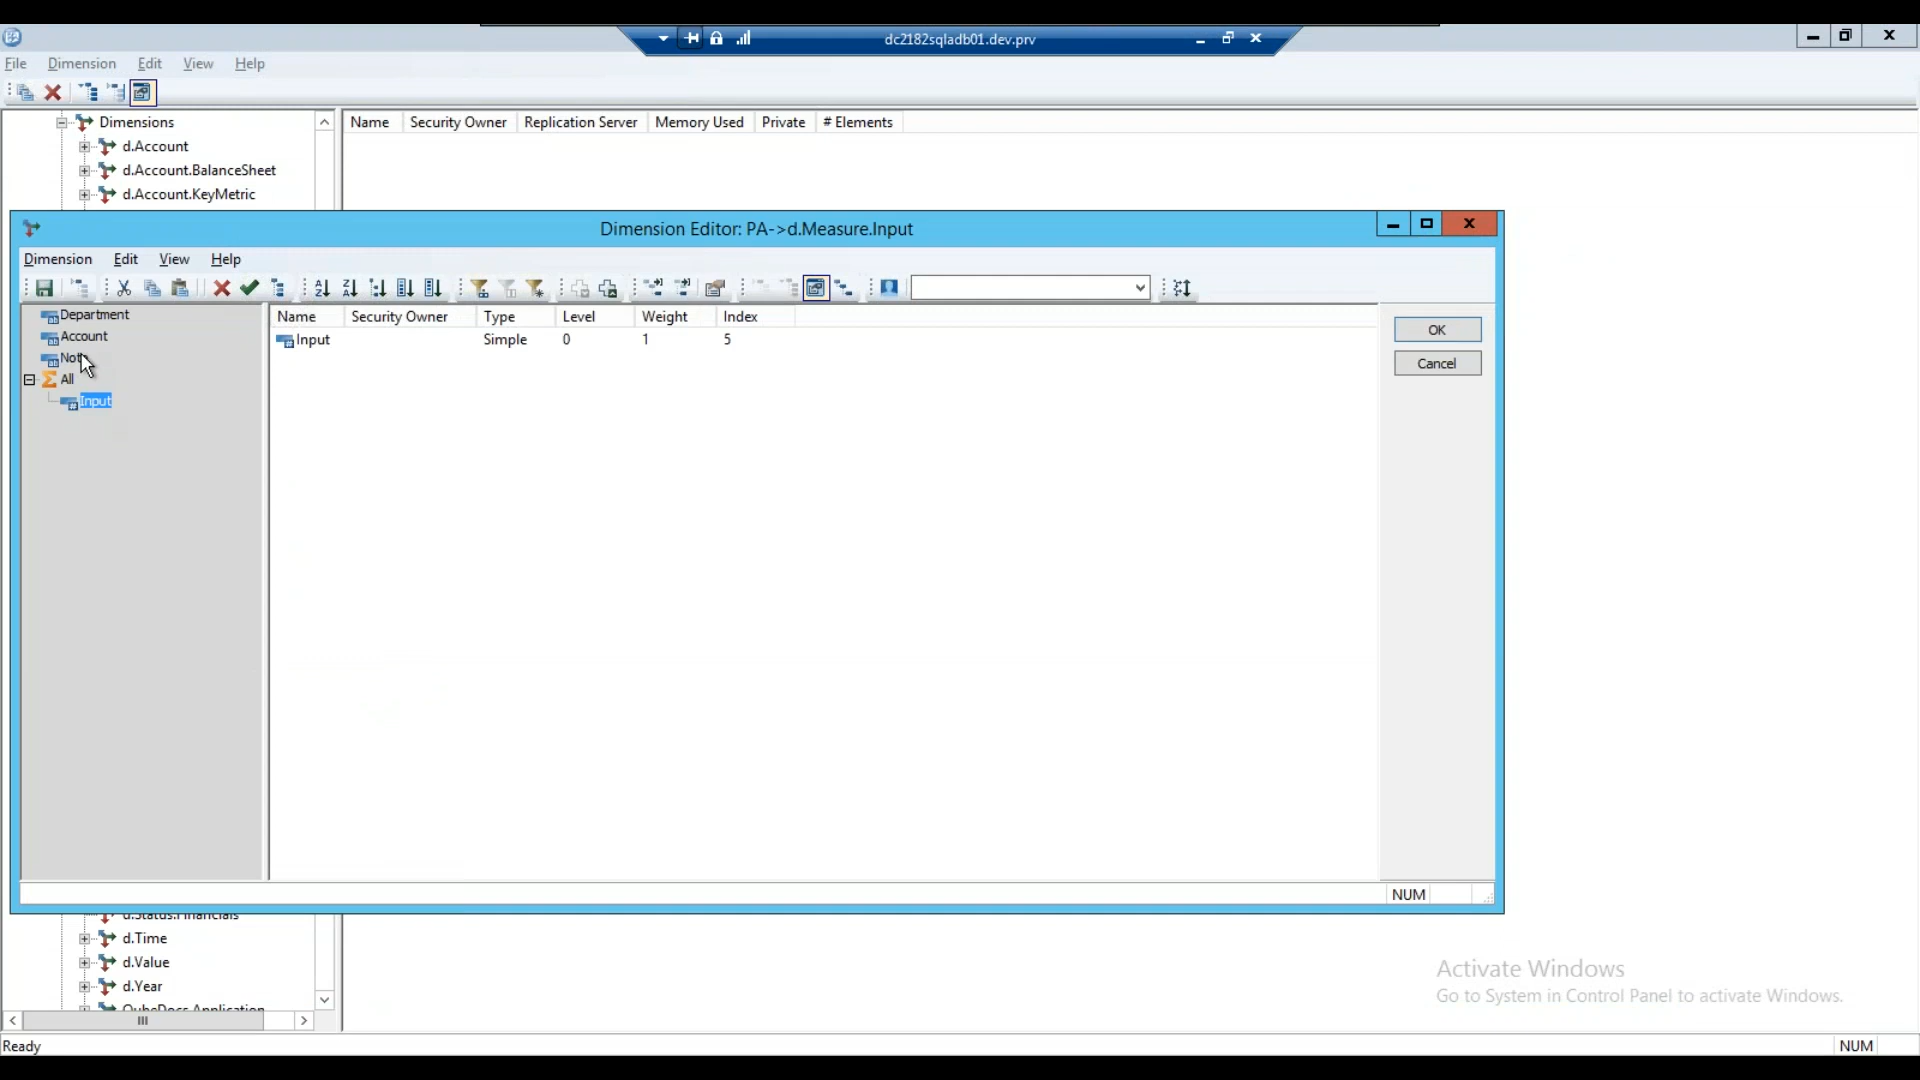 dc2182sqladb01.dev.prv
File Dimension Edit View Help
Dimensions
d.Account
d.Account.BalanceSheet
d.Account.KeyMetric
Name Security Owner Replication Server Memory Used Private # Elements
Dimension Editor: PA->d.Measure.Input
Dimension Edit View Help
Department
Account
All
Input
Name Security Owner Type Level Weight Index
Input Simple 0 1 5
OK
Cancel
NUM
d.Time
d.Value
d.Year
Activate Windows
Go to System in Control Panel to activate Windows.
Ready
NUM